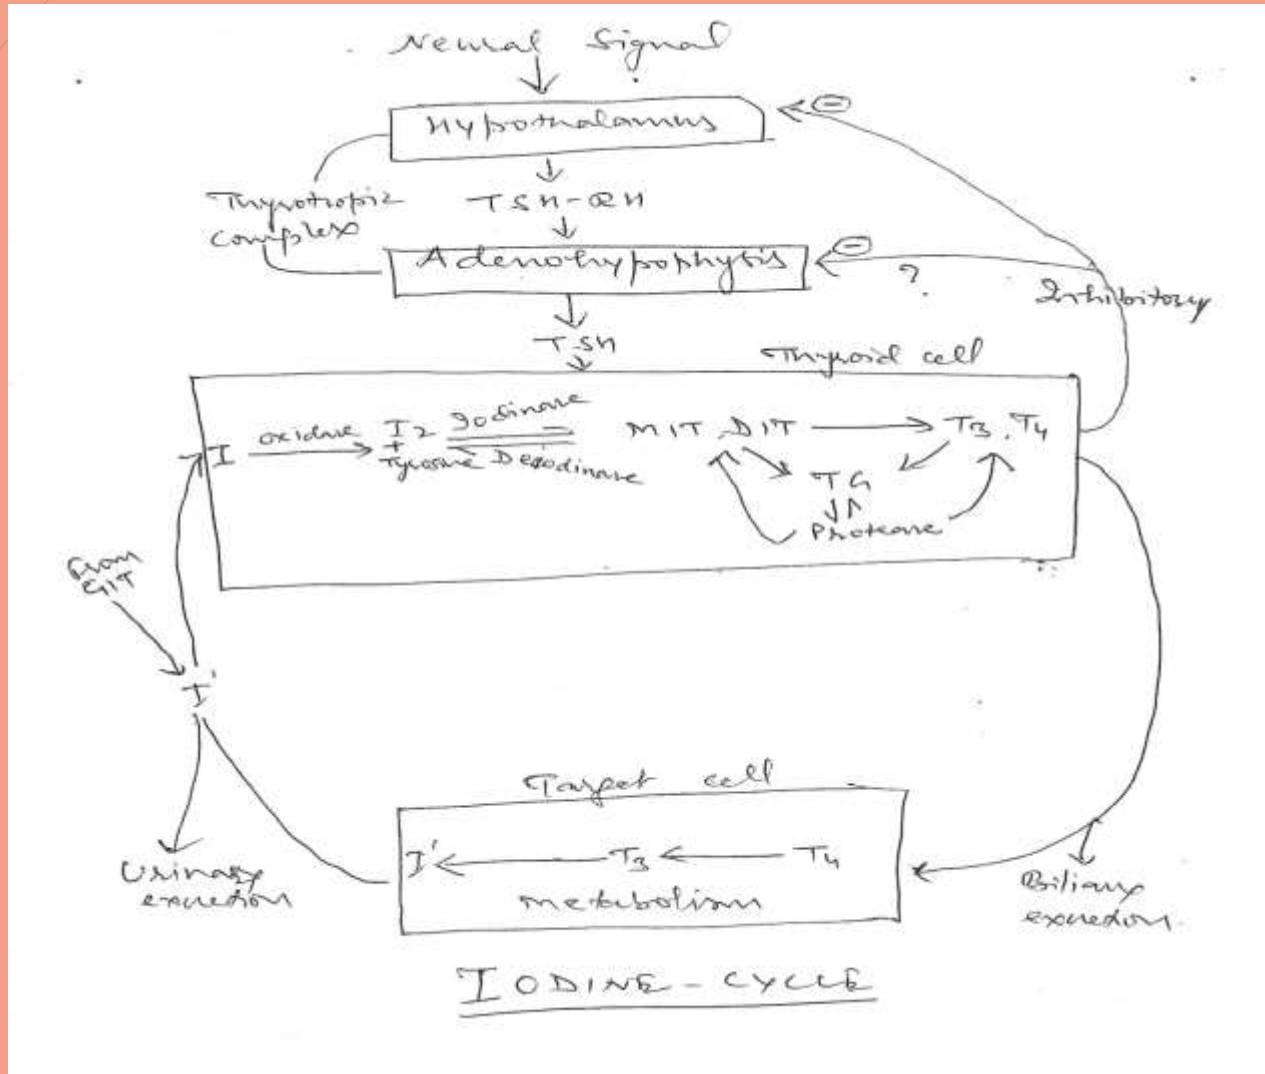 Neural Signal
Hypothalamus
⊖
Thyrotropic
complex
TSH-RH
Adenohypophysis
⊖
?
Inhibitory
TSH
Thyroid cell
I oxidase I2 Iodinase MIT, DIT T3, T4
+
Tyrosine Deiodinase
TG
Protease
From
GIT
I'
Target cell
I' T3 T4
metabolism
Urinary
excretion
Biliary
excretion.
IODINE - CYCLE